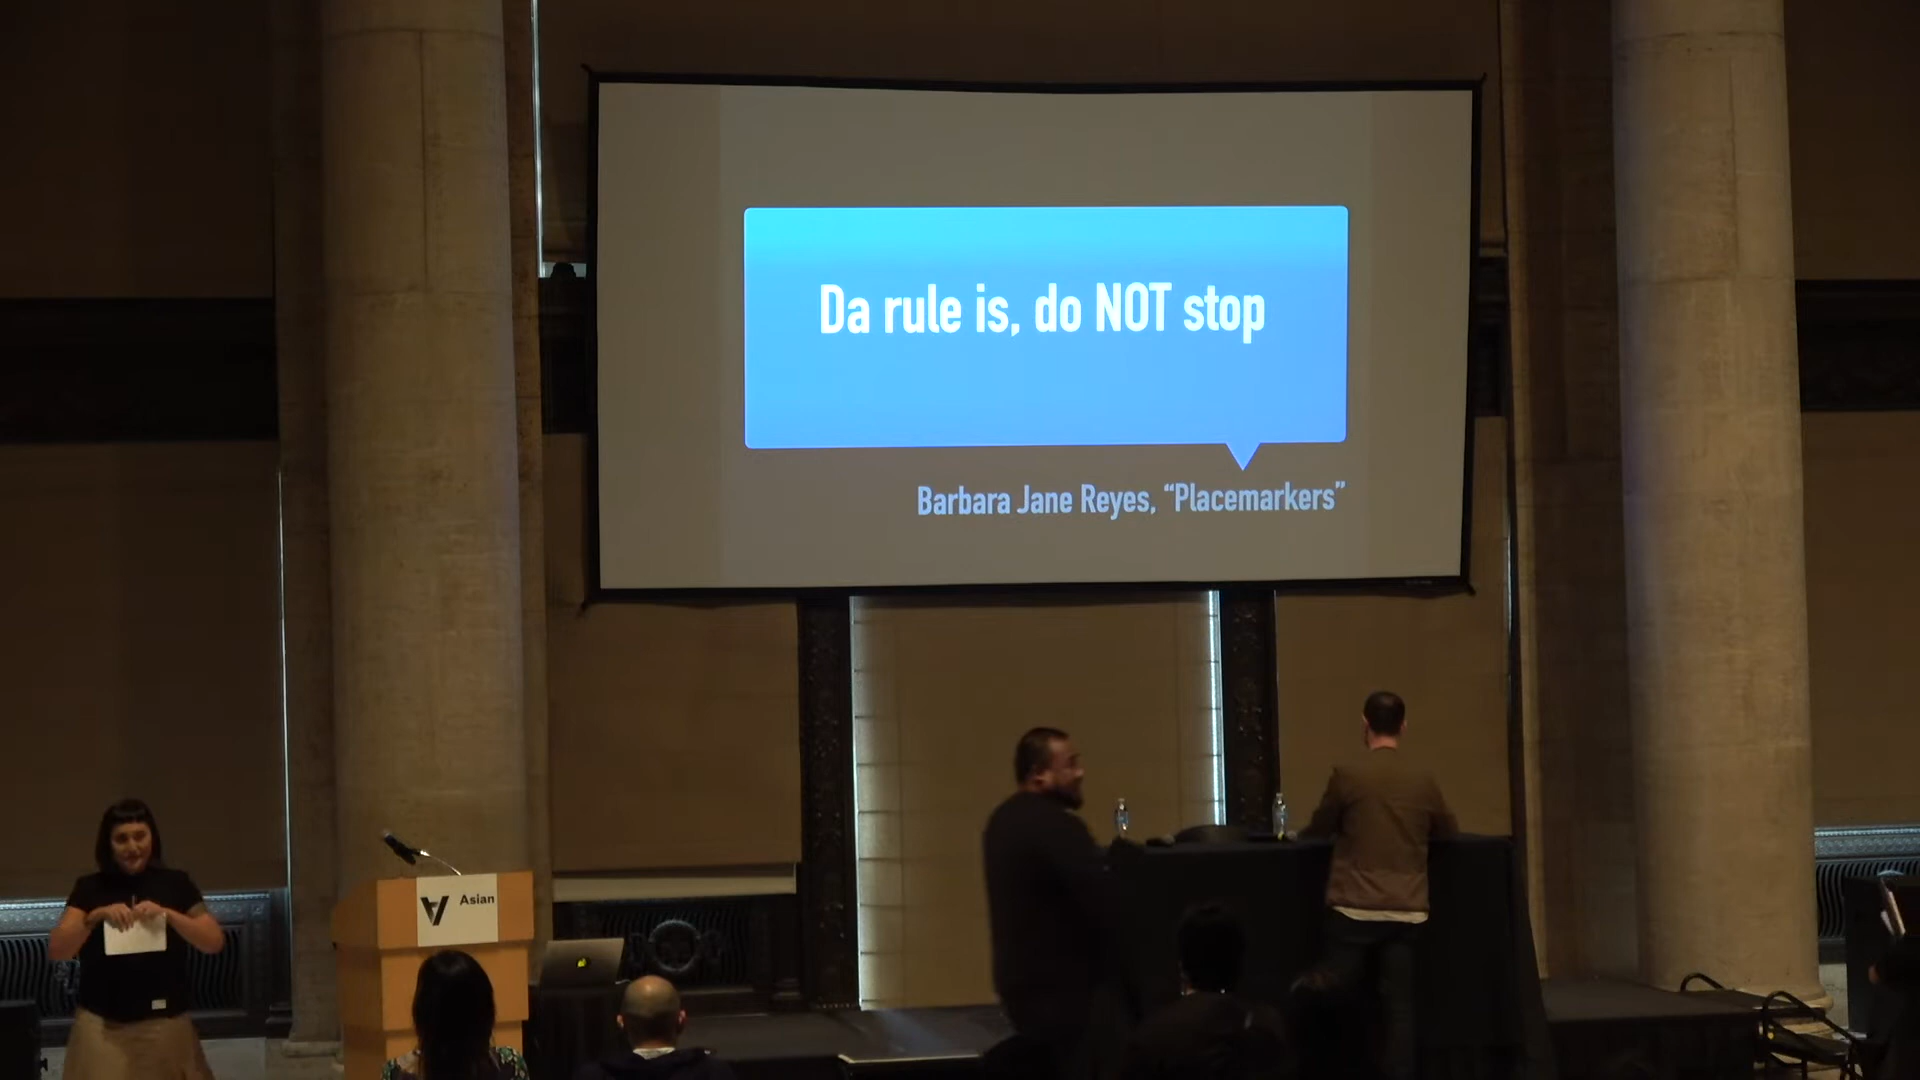 Da rule is, do NOT stop
Barbara Jane Reyes, “Placemarkers”
Asian